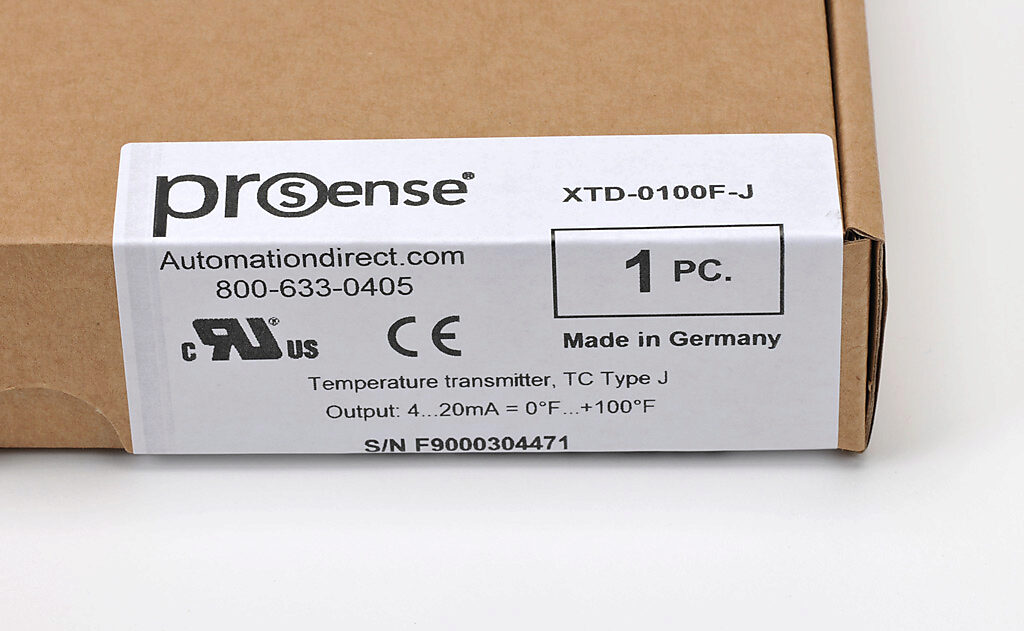 prosense®
XTD-0100F-J
Automationdirect.com
800-633-0405
1 PC.
c RU® US
CE
Made in Germany
Temperature transmitter, TC Type J
Output: 4...20mA = 0°F...+100°F
S/N F9000304471